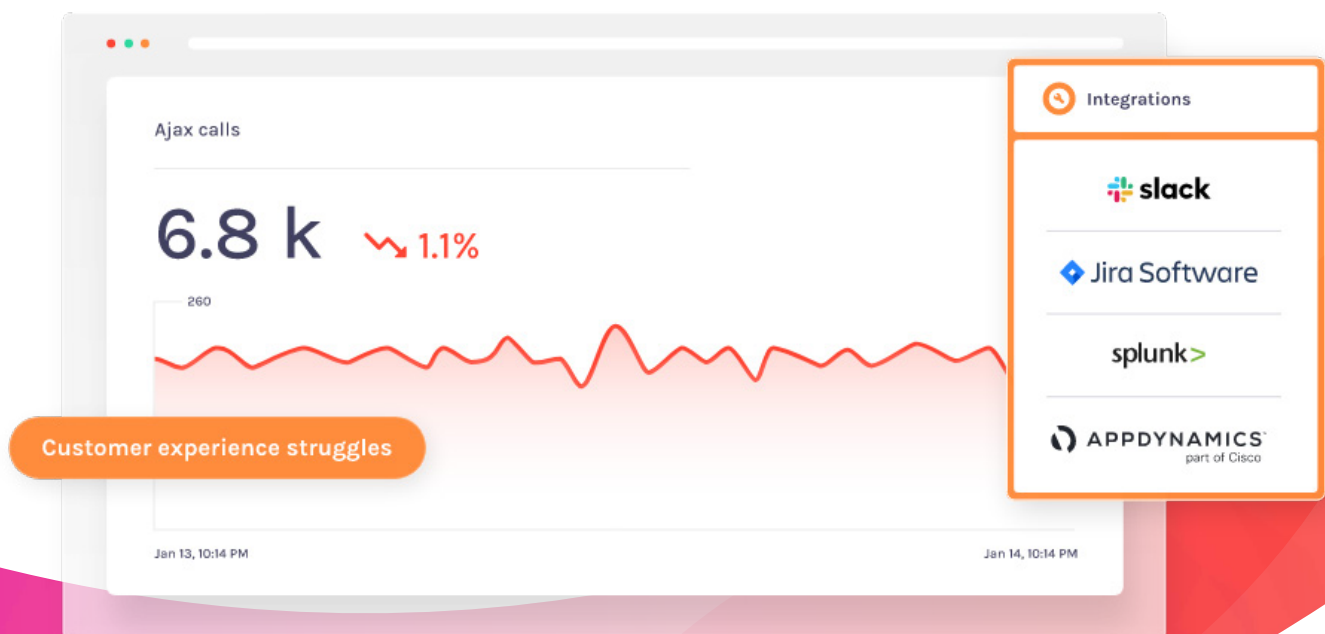 Ajax calls
6.8 k
1.1%
260
Customer experience struggles
Jan 13, 10:14 PM
Jan 14, 10:14 PM
Integrations
slack
Jira Software
splunk>
APPDYNAMICS
part of Cisco